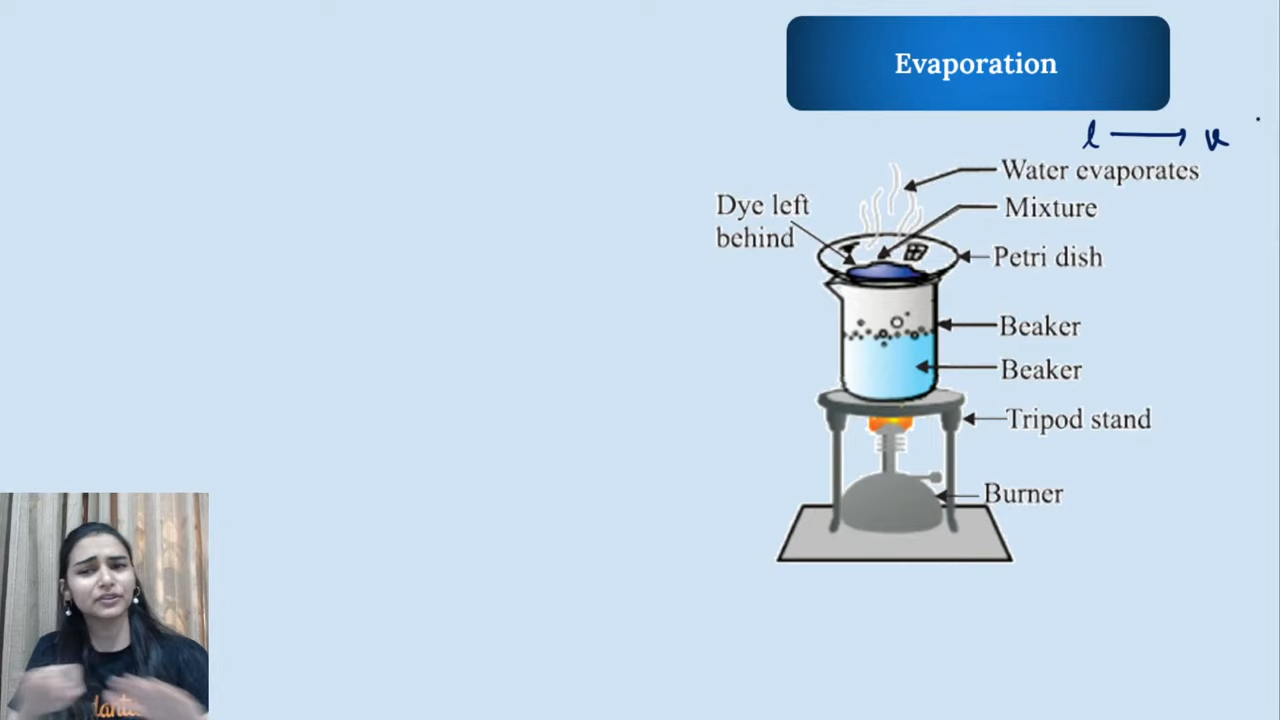 Evaporation
l → v
Water evaporates
Dye left
behind
Mixture
Petri dish
Beaker
Beaker
Tripod stand
Burner